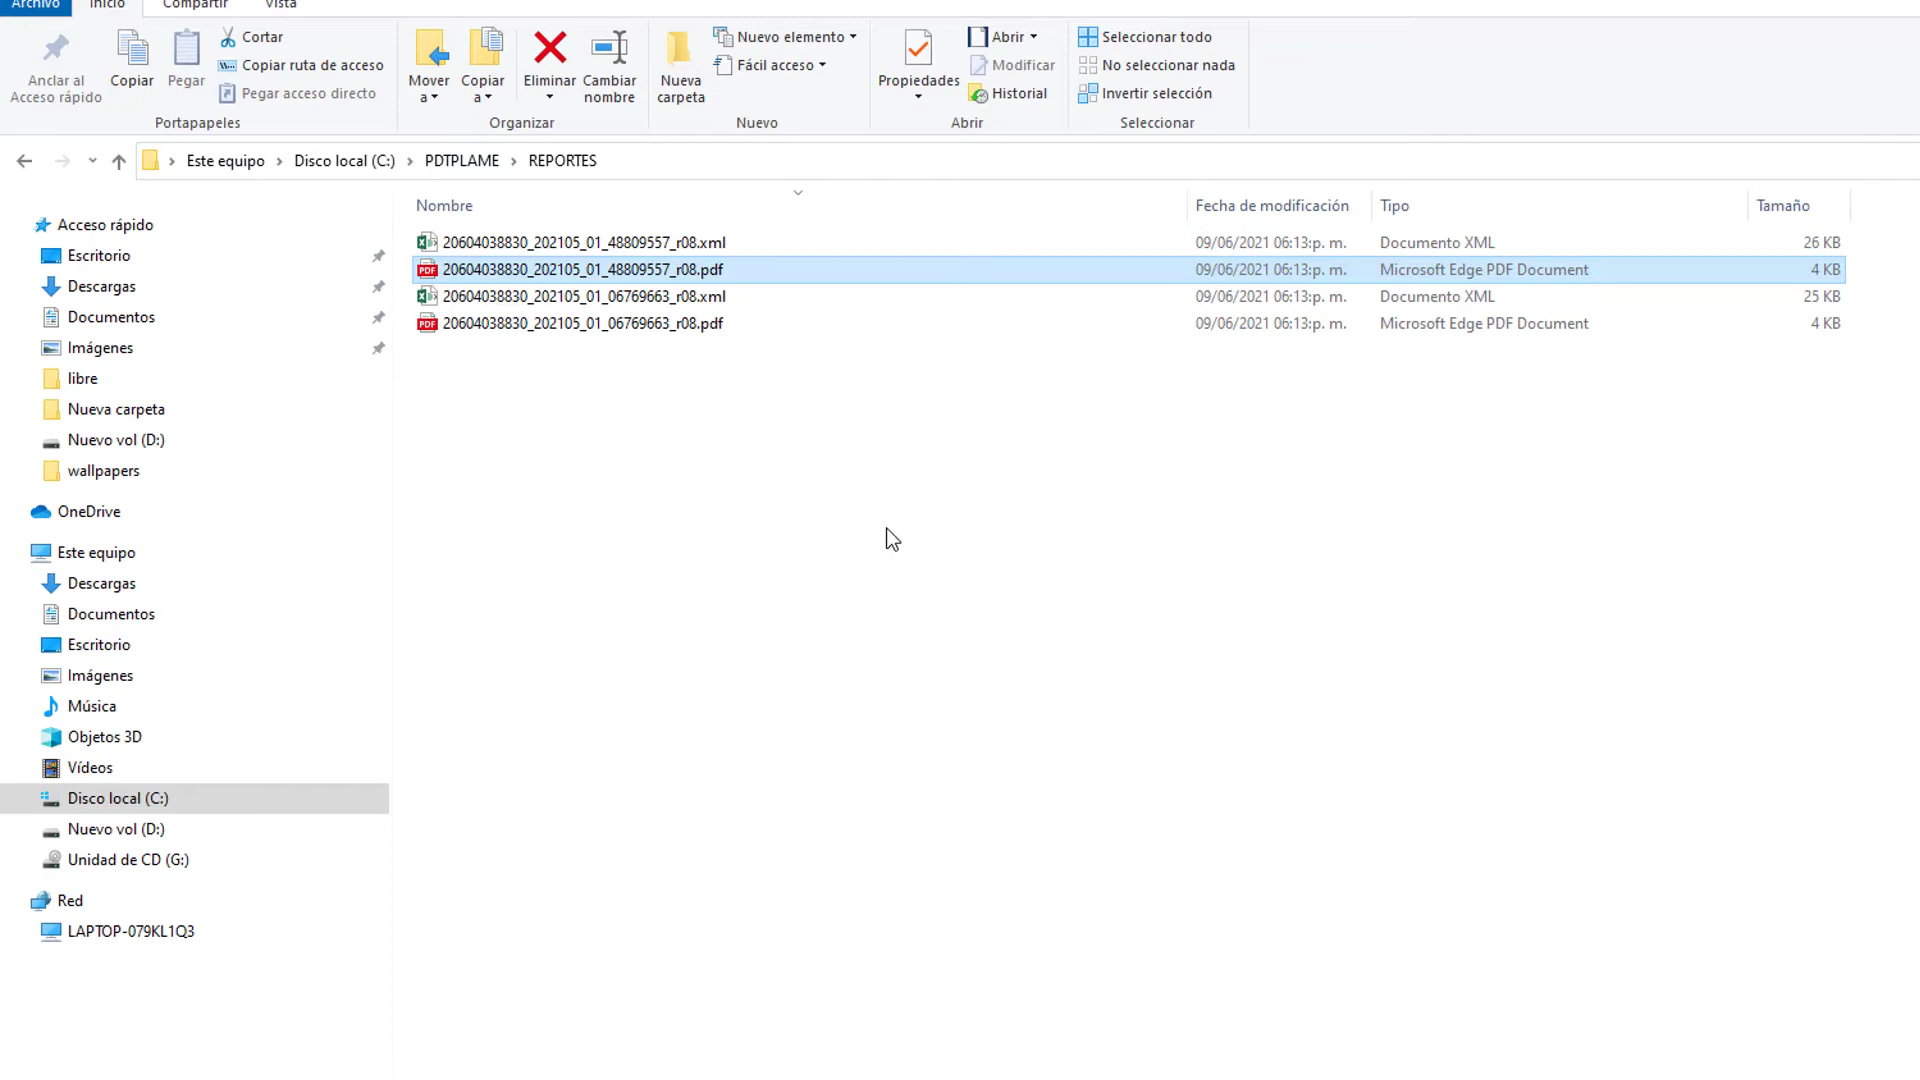 Archivo Inicio Compartir Vista
Anclar al Acceso rápido
Copiar
Pegar
Cortar
Copiar ruta de acceso
Pegar acceso directo
Portapapeles
Mover a
Copiar a
Eliminar
Cambiar nombre
Organizar
Nueva carpeta
Nuevo elemento
Fácil acceso
Nuevo
Propiedades
Abrir
Modificar
Historial
Abrir
Seleccionar todo
No seleccionar nada
Invertir selección
Seleccionar
Este equipo > Disco local (C:) > PDTPLAME > REPORTES
Nombre Fecha de modificación Tipo Tamaño
20604038830_202105_01_48809557_r08.xml 09/06/2021 06:13:p. m. Documento XML 26 KB
20604038830_202105_01_48809557_r08.pdf 09/06/2021 06:13:p. m. Microsoft Edge PDF Document 4 KB
20604038830_202105_01_06769663_r08.xml 09/06/2021 06:13:p. m. Documento XML 25 KB
20604038830_202105_01_06769663_r08.pdf 09/06/2021 06:13:p. m. Microsoft Edge PDF Document 4 KB
Acceso rápido
Escritorio
Descargas
Documentos
Imágenes
libre
Nueva carpeta
Nuevo vol (D:)
wallpapers
OneDrive
Este equipo
Descargas
Documentos
Escritorio
Imágenes
Música
Objetos 3D
Vídeos
Disco local (C:)
Nuevo vol (D:)
Unidad de CD (G:)
Red
LAPTOP-079KL1Q3